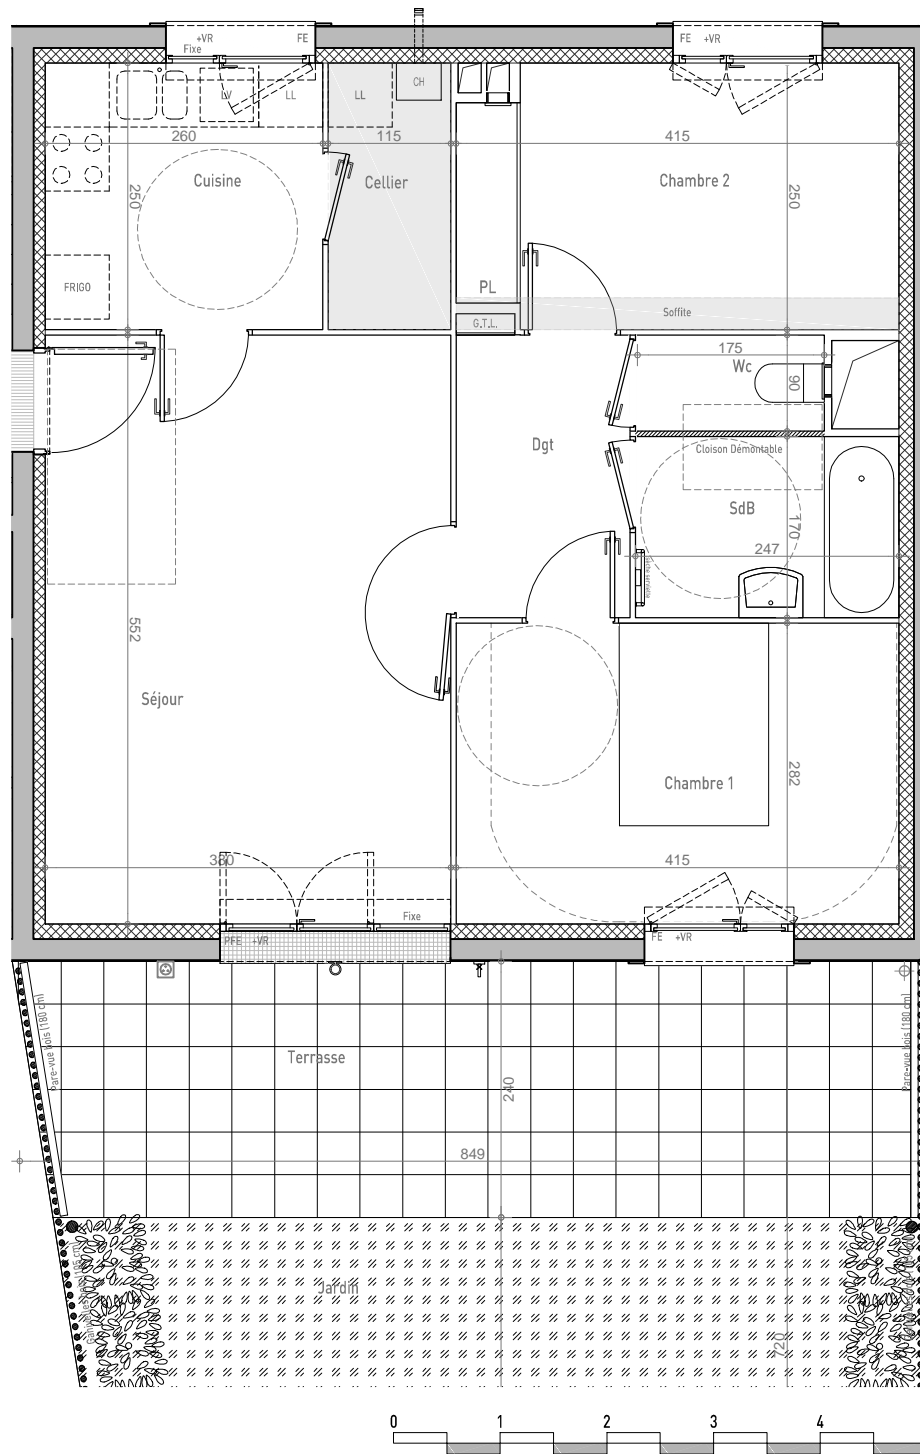 +VR
Fixe
FE
FE +VR
LV
LL
LL
CH
260
115
415
Cuisine
Cellier
Chambre 2
250
250
FRIGO
PL
G.T.L.
Soffite
175
Wc
90
Dgt
Cloison Démontable
SdB
170
247
552
Séjour
Chambre 1
282
380
415
Fixe
PFE +VR
FE +VR
Pare-vue bois (180 cm)
Pare-vue bois (180 cm)
Terrasse
240
849
Jardin
720
0 1 2 3 4